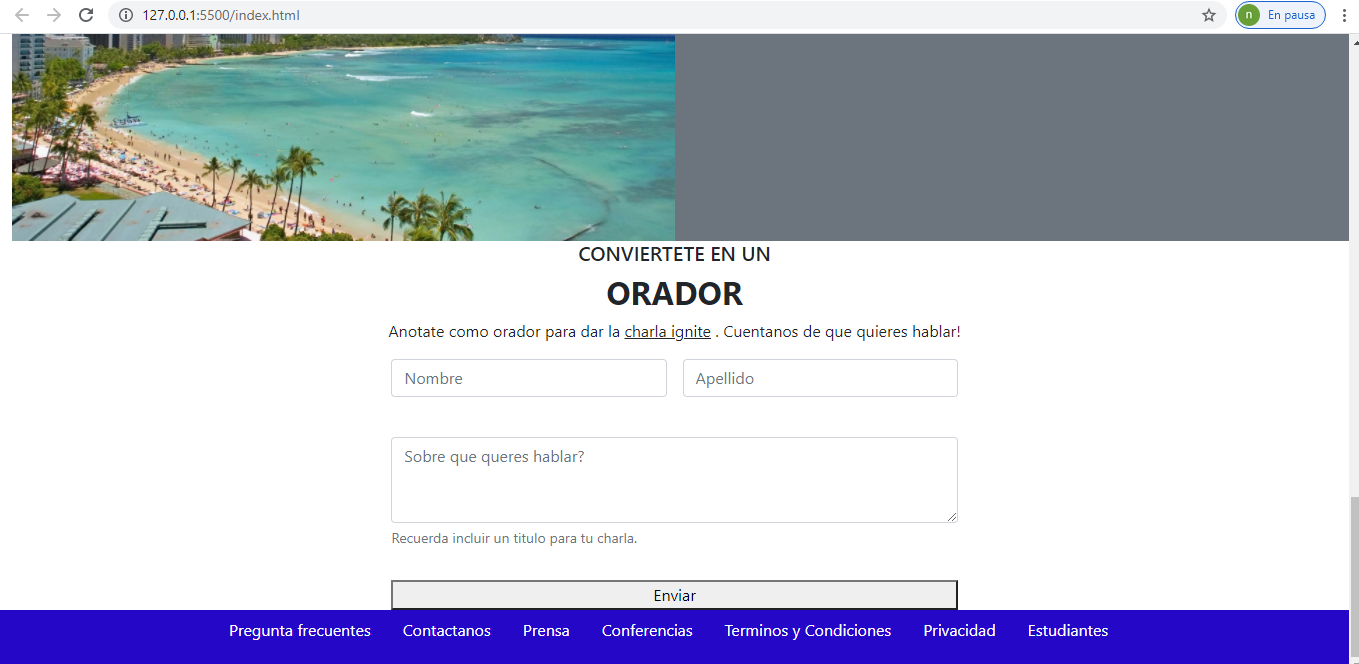 127.0.0.1:5500/index.html
n En pausa
CONVIERTETE EN UN
ORADOR
Anotate como orador para dar la charla ignite . Cuentanos de que quieres hablar!
Nombre Apellido
Sobre que queres hablar?
Recuerda incluir un titulo para tu charla.
Enviar
Pregunta frecuentes Contactanos Prensa Conferencias Terminos y Condiciones Privacidad Estudiantes